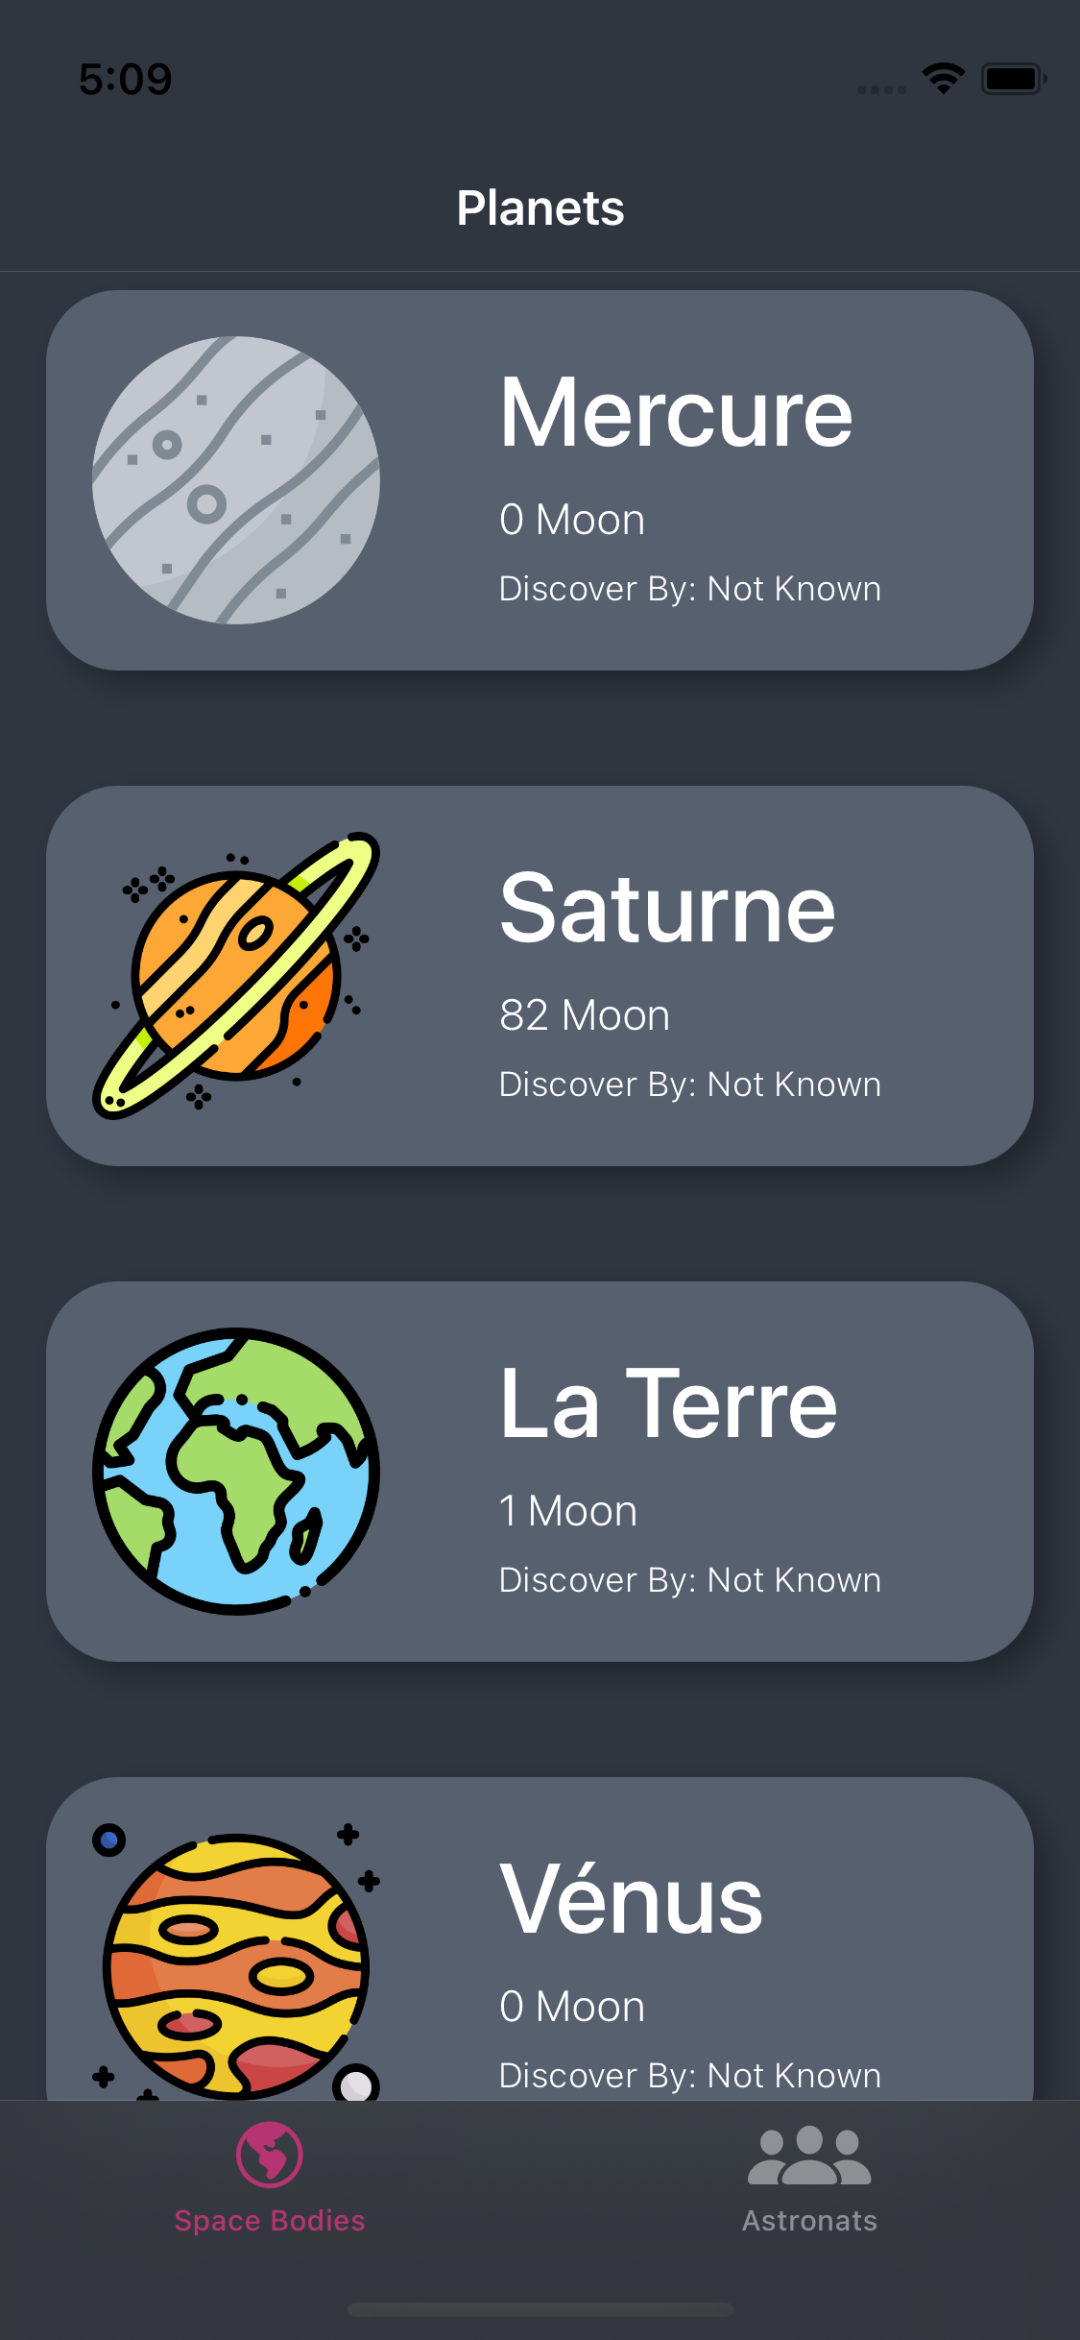 5:09
Planets
Mercure
0 Moon
Discover By: Not Known
Saturne
82 Moon
Discover By: Not Known
La Terre
1 Moon
Discover By: Not Known
Vénus
0 Moon
Discover By: Not Known
Space Bodies
Astronats